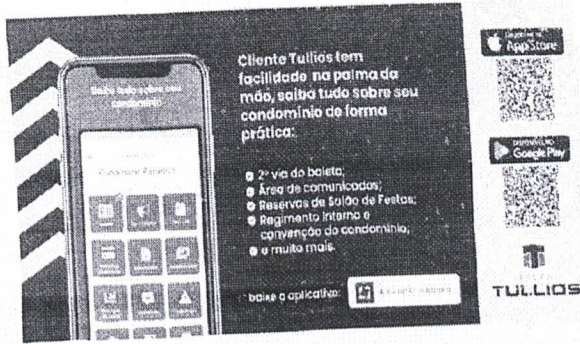 Cliente Tullios tem
facilidade na palma da
mão, saiba tudo sobre seu
condomínio de forma
prática:
2ª via do boleto;
Área de comunicados;
Reservas de Salão de Festas;
Regimento Interno e
convenção do condomínio;
e muito mais.
baixe o aplicativo:
Saiba tudo sobre seu
condomínio
App Store
DISPONÍVEL NO
Google Play
TULLIOS